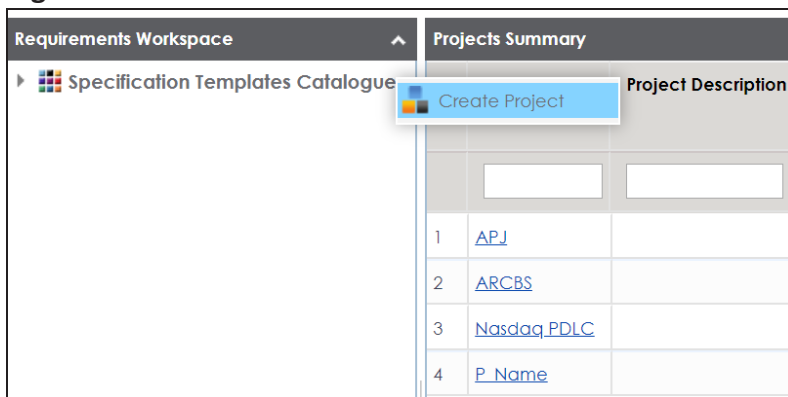 Requirements Workspace
Projects Summary
Specification Templates Catalogue
Create Project
Project Description
1 APJ
2 ARCBS
3 Nasdaq PDLC
4 P_Name